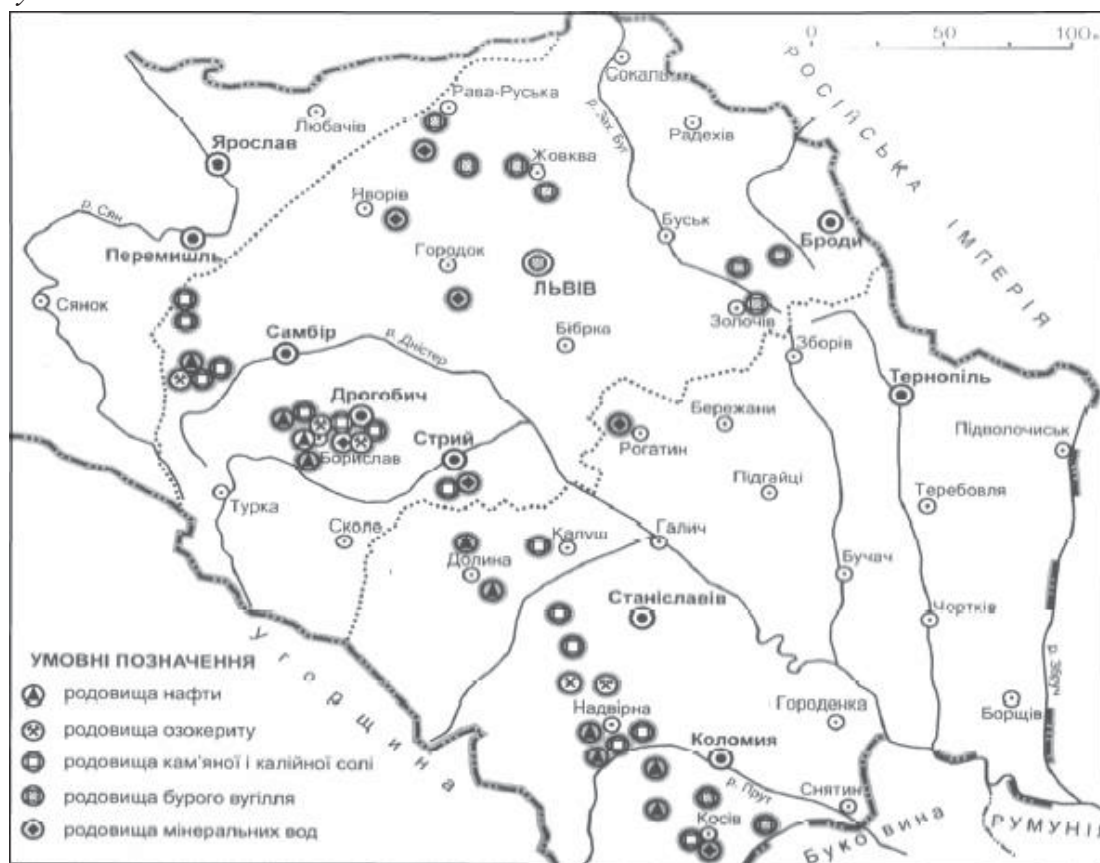 у
0 50 100
РОСІЙСЬКА ІМПЕРІЯ
Сокаль
р. Зах. Буг
Рава-Руська
Любачів
Радехів
Ярослав
Жовква
Яворів
р. Сян
Буськ
Броди
Перемишль
Городок
ЛЬВІВ
Сянок
Золочів
Самбір
Бібрка
Зборів
р. Дністер
Тернопіль
Дрогобич
Бережани
Стрий
Рогатин
Підволочиськ
Борислав
Турка
Підгайці
Теребовля
Сколе
Калуш
Галич
Долина
Бучач
Станіславів
Чортків
Угорщина
р. Збруч
УМОВНІ ПОЗНАЧЕННЯ
родовища нафти
родовища озокериту
родовища кам'яної і калійної солі
родовища бурого вугілля
родовища мінеральних вод
Надвірна
Городенка
Борщів
Коломия
р. Прут
Снятин
Косів
Буковина
РУМУНІЯ